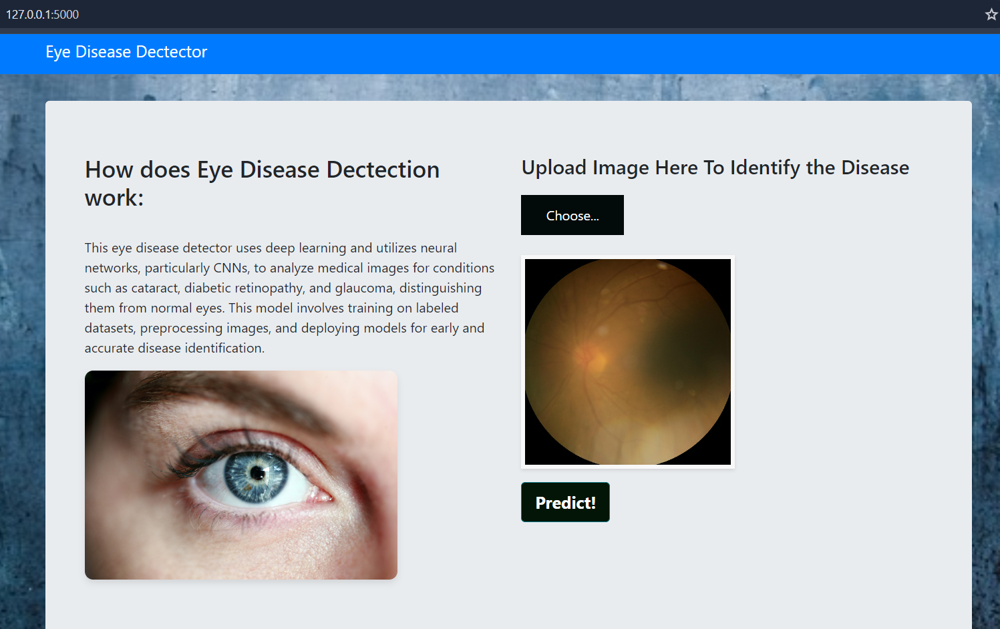 127.0.0.1:5000
Eye Disease Dectector
How does Eye Disease Dectection
work:
This eye disease detector uses deep learning and utilizes neural
networks, particularly CNNs, to analyze medical images for conditions
such as cataract, diabetic retinopathy, and glaucoma, distinguishing
them from normal eyes. This model involves training on labeled
datasets, preprocessing images, and deploying models for early and
accurate disease identification.
Upload Image Here To Identify the Disease
Choose...
Predict!